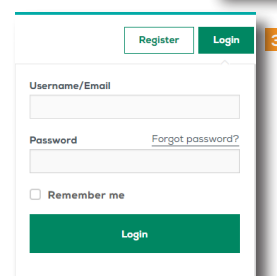 Register Login 3
Username/Email
Password Forgot password?
Remember me
Login